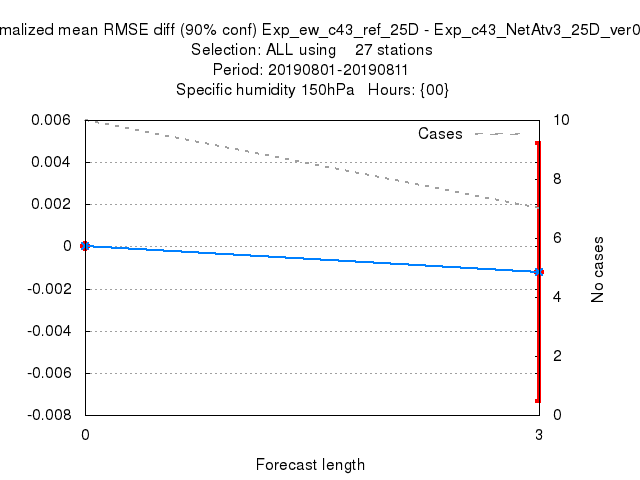 malized mean RMSE diff (90% conf) Exp_ew_c43_ref_25D - Exp_c43_NetAtv3_25D_ver0
Selection: ALL using 27 stations
Period: 20190801-20190811
Specific humidity 150hPa Hours: {00}
Cases
0.006
0.004
0.002
0
-0.002
-0.004
-0.006
-0.008
10
8
6
4
2
0
No cases
0
3
Forecast length